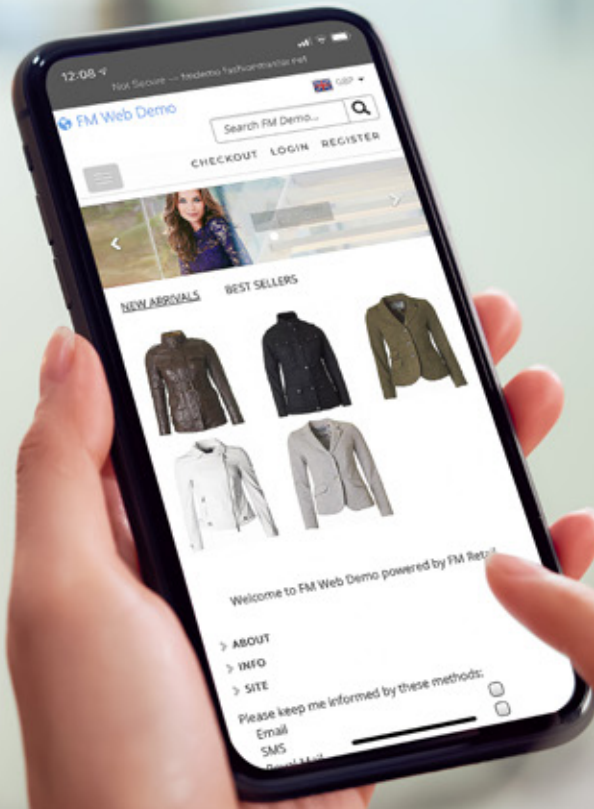 12:08
Not Secure — fmdemo.fashionmaster.net
GBP
FM Web Demo
Search FM Demo...
CHECKOUT LOGIN REGISTER
NEW ARRIVALS BEST SELLERS
Welcome to FM Web Demo powered by FM Retail
ABOUT
INFO
SITE
Please keep me informed by these methods:
Email
SMS
Royal Mail